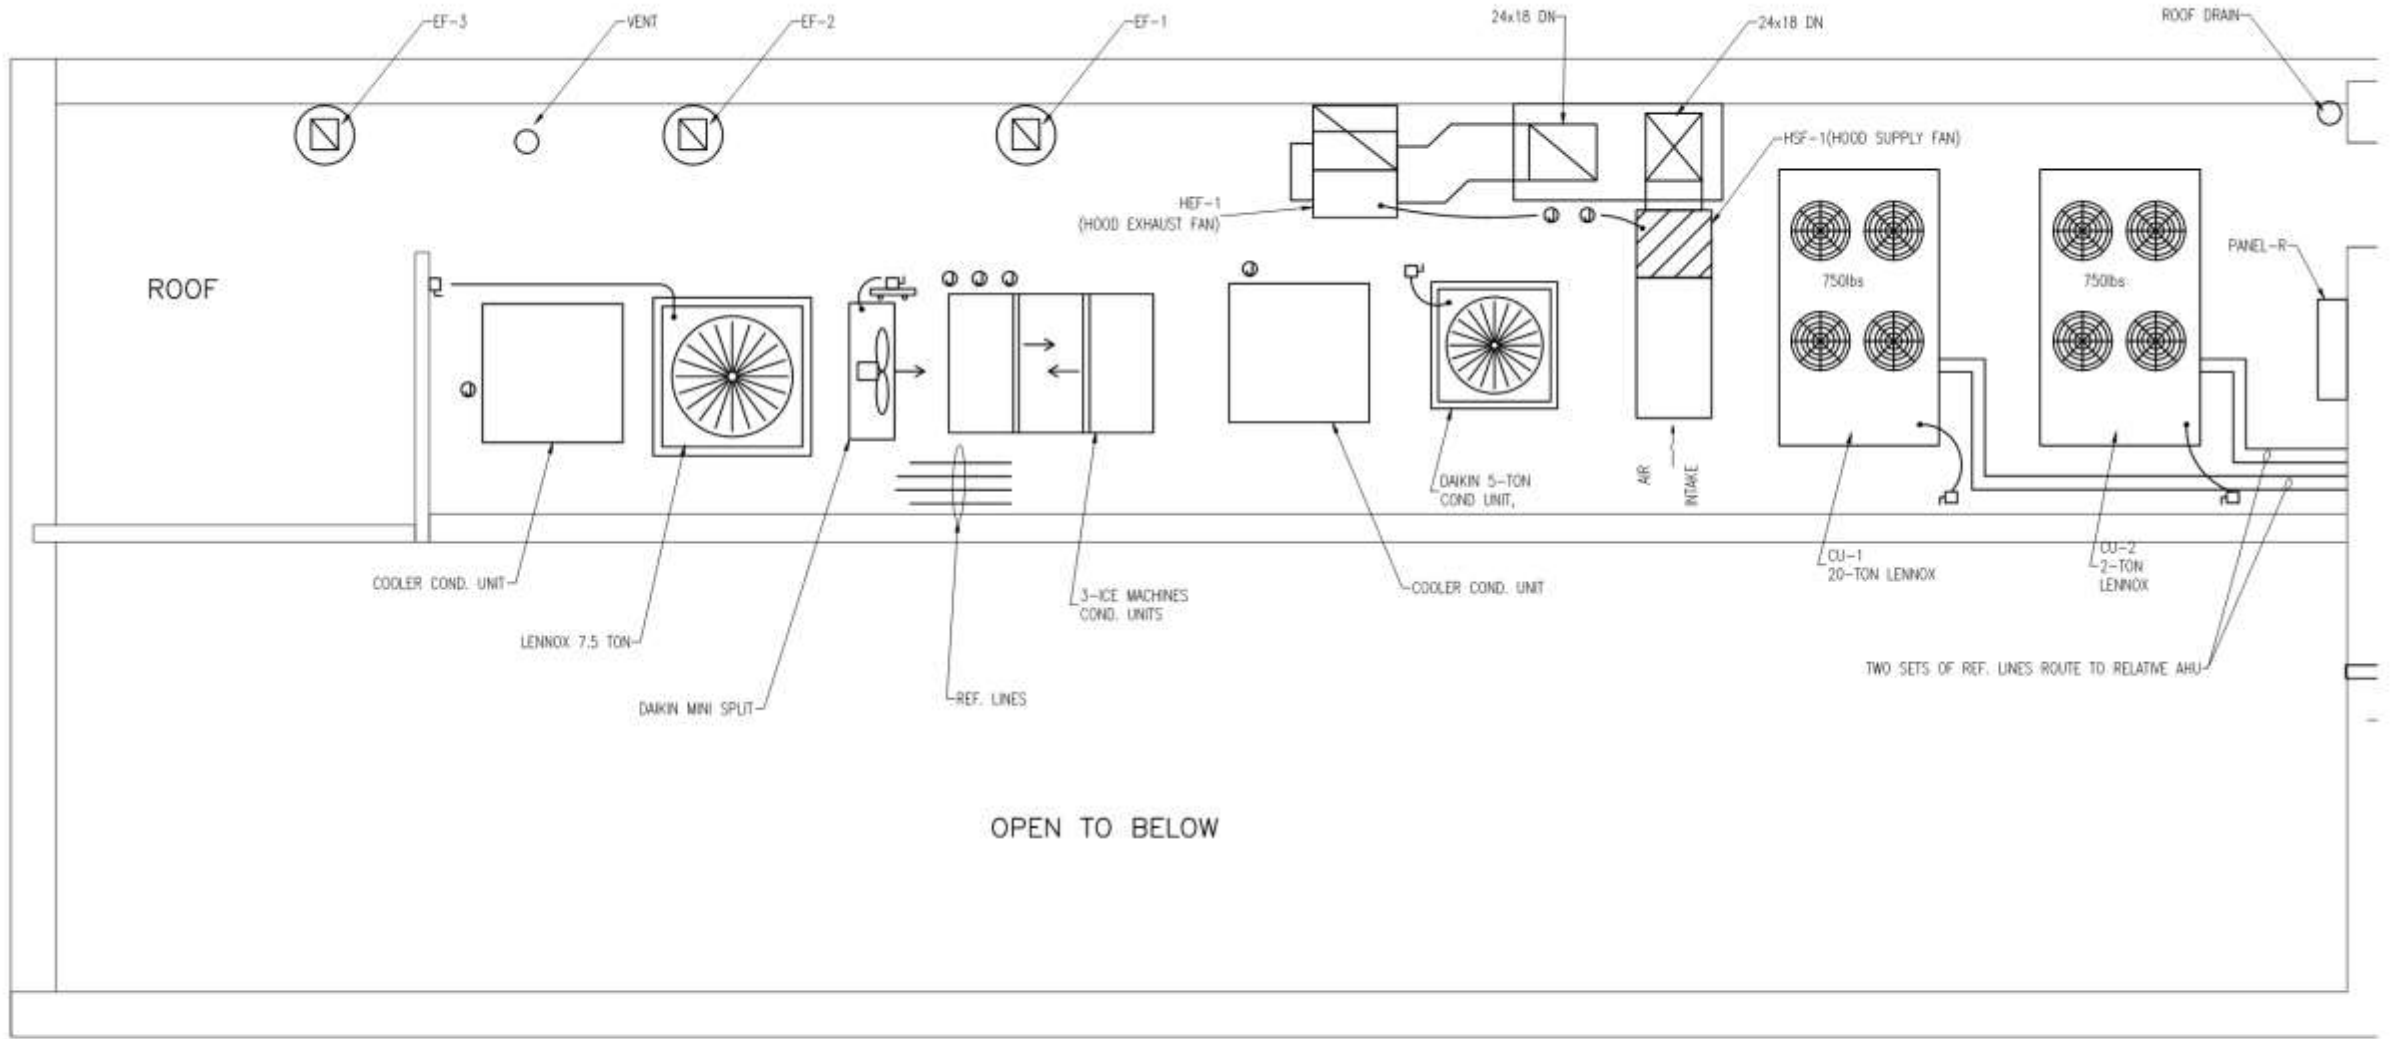 EF-3
VENT
EF-2
EF-1
24x18 DN
24x18 DN
ROOF DRAIN
HSF-1(HOOD SUPPLY FAN)
HEF-1
(HOOD EXHAUST FAN)
PANEL-R
ROOF
750lbs
750lbs
AIR
INTAKE
DAIKIN 5-TON
COND UNIT,
CU-1
20-TON LENNOX
CU-2
2-TON
LENNOX
COOLER COND. UNIT
COOLER COND. UNIT
3-ICE MACHINES
COND. UNITS
LENNOX 7.5 TON
TWO SETS OF REF. LINES ROUTE TO RELATIVE AHU
REF. LINES
DAIKIN MINI SPLIT
OPEN TO BELOW